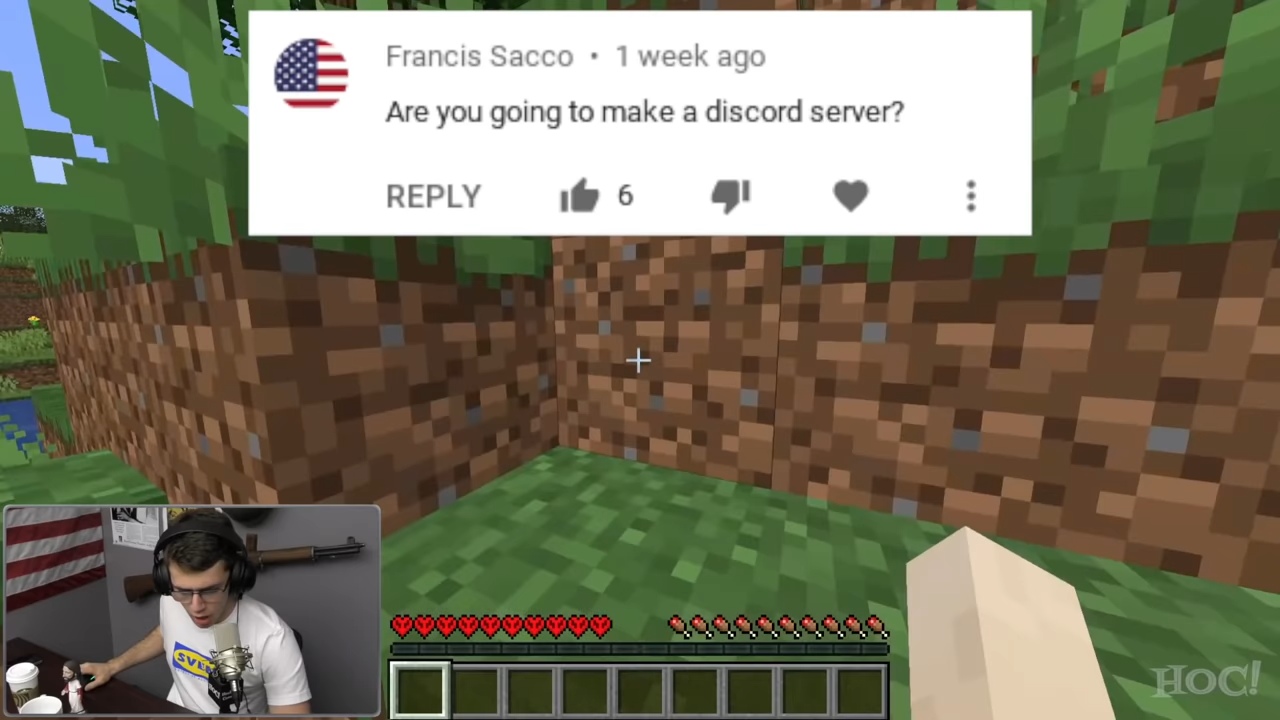 Francis Sacco • 1 week ago
Are you going to make a discord server?
REPLY 6
HOC!